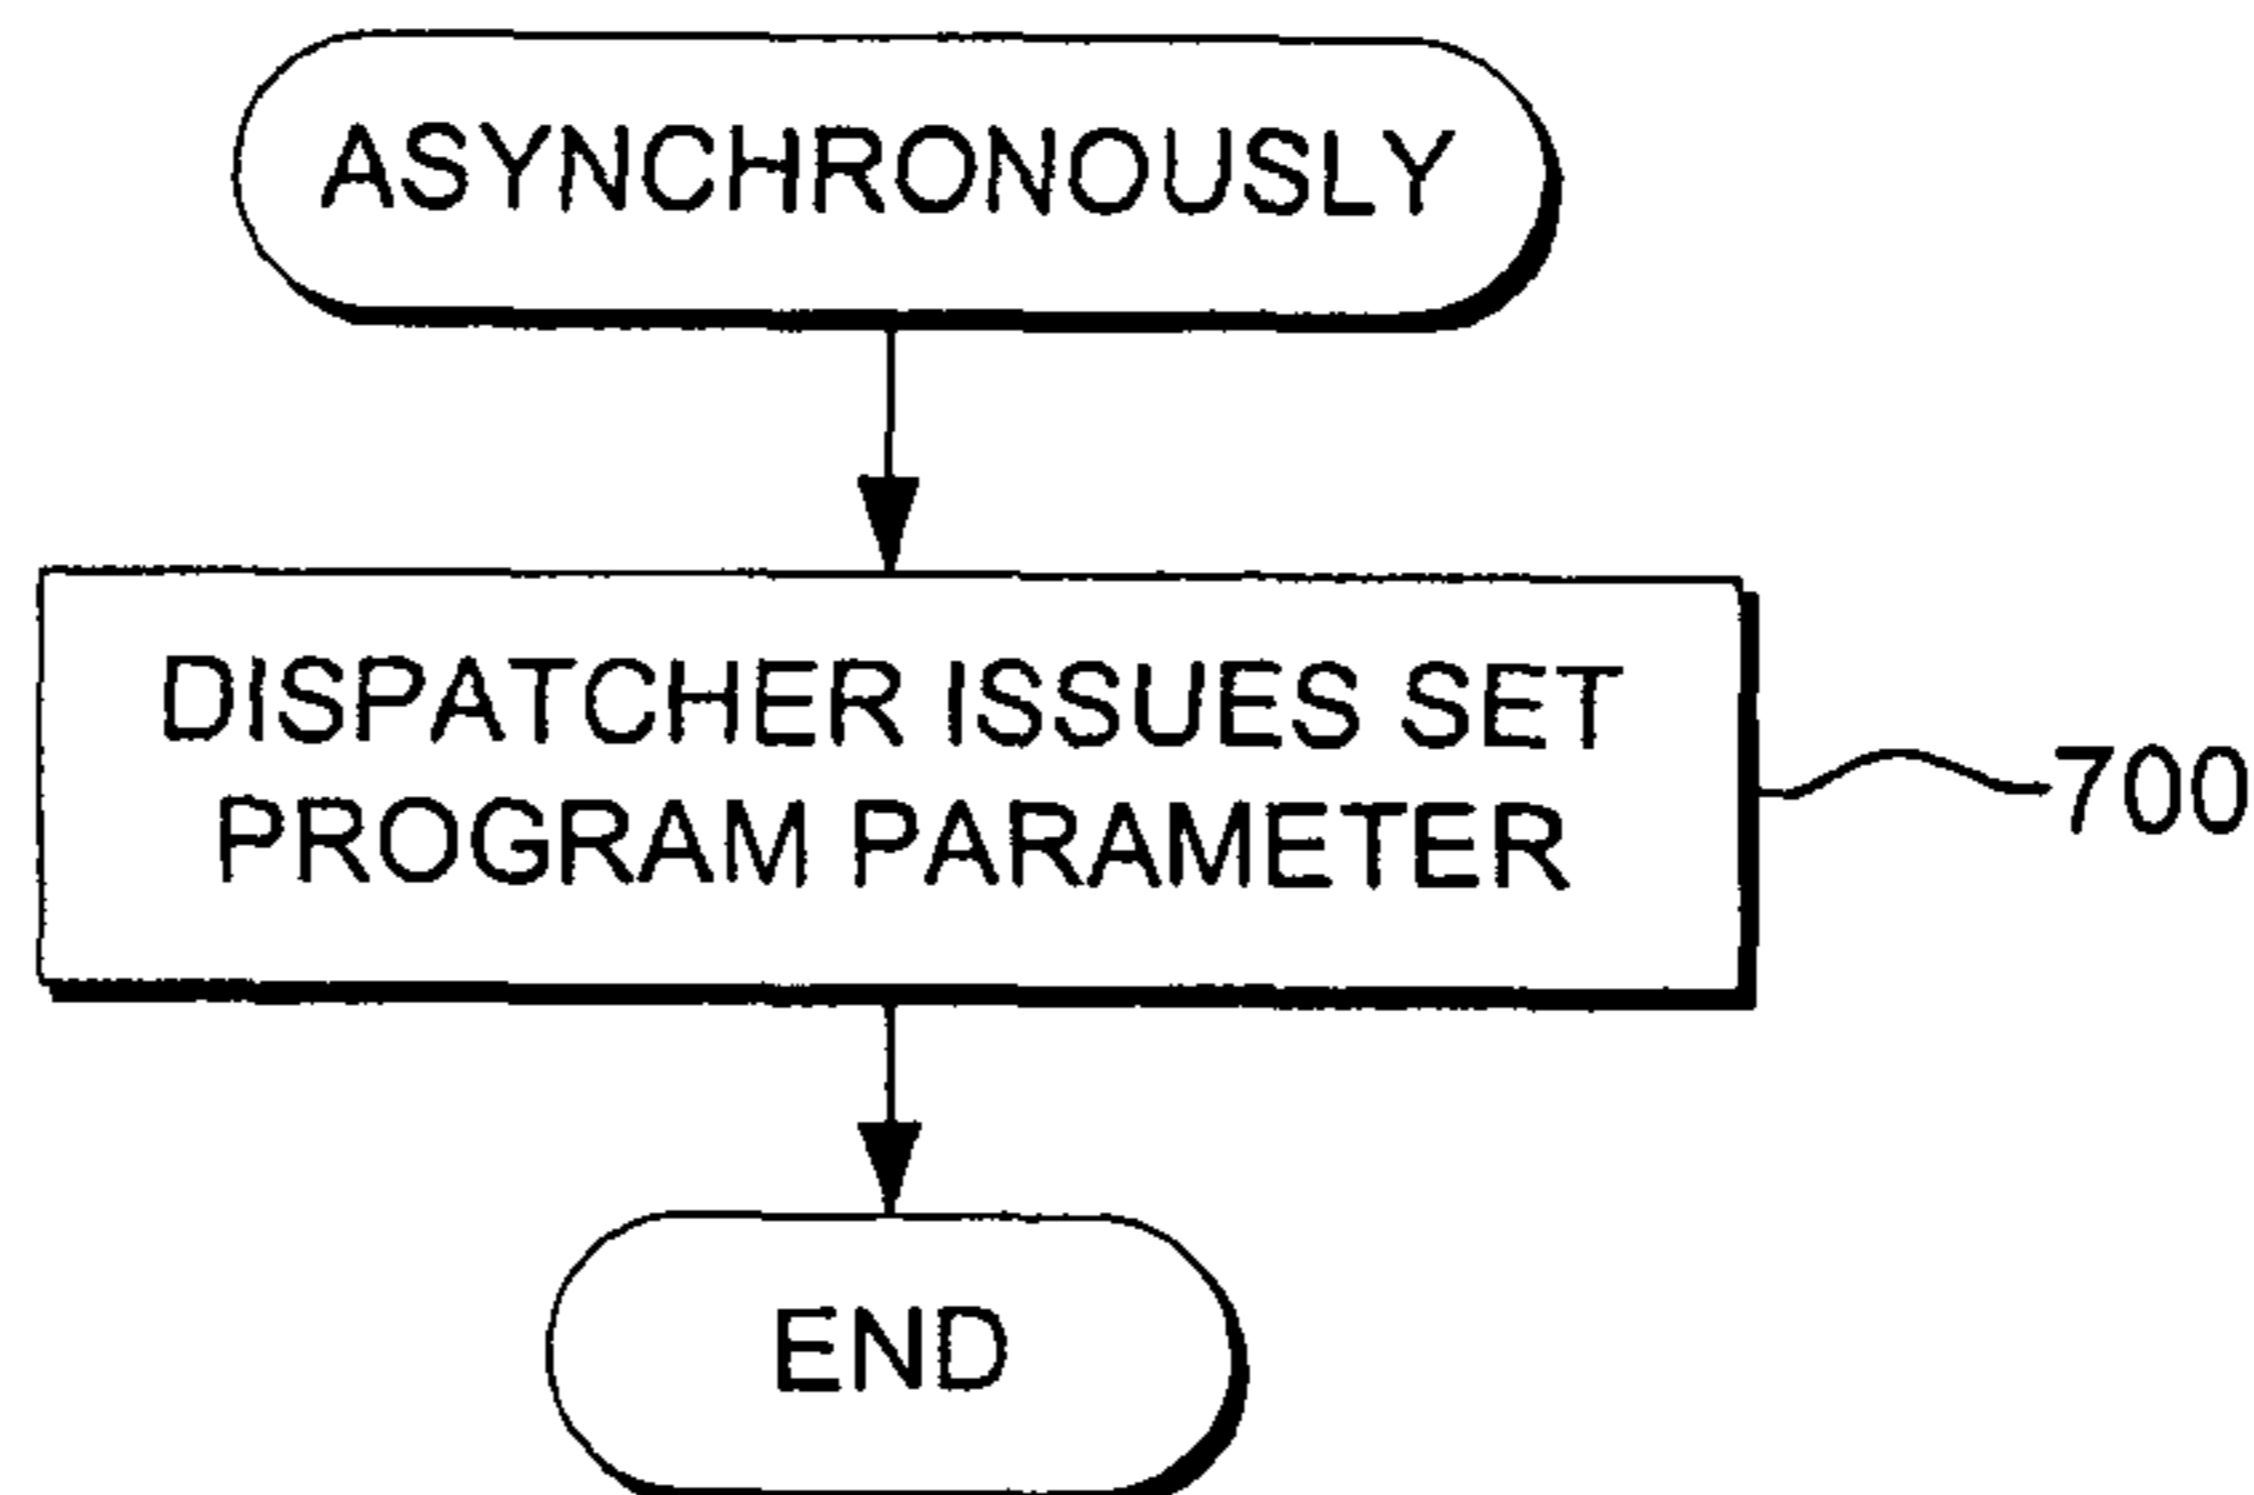 ASYNCHRONOUSLY
DISPATCHER ISSUES SET
PROGRAM PARAMETER
700
END